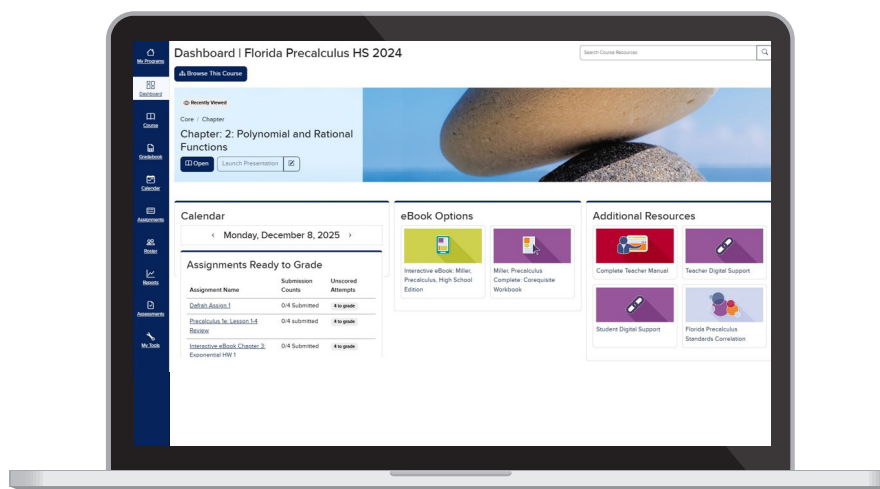 My Programs
Dashboard
Course
Gradebook
Calendar
Assignments
Roster
Reports
Assessments
My Tools
Dashboard | Florida Precalculus HS 2024
Search Course Resources
Browse This Course
Recently Viewed
Core / Chapter
Chapter: 2: Polynomial and Rational
Functions
Open
Launch Presentation
Calendar
Monday, December 8, 2025
Assignments Ready to Grade
Assignment Name
Submission
Counts
Unscored
Attempts
Dafrah Assign 1
0/4 Submitted
4 to grade
Precalculus 1e: Lesson 1-4
Review
0/4 submitted
4 to grade
Interactive eBook Chapter 3:
Exponential HW 1
0/4 Submitted
4 to grade
eBook Options
Interactive eBook: Miller,
Precalculus, High School
Edition
Miller, Precalculus
Complete: Corequisite
Workbook
Additional Resources
Complete Teacher Manual
Teacher Digital Support
Student Digital Support
Florida Precalculus
Standards Correlation